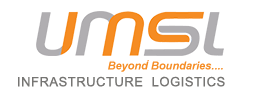 UMSL
Beyond Boundaries....
INFRASTRUCTURE LOGISTICS